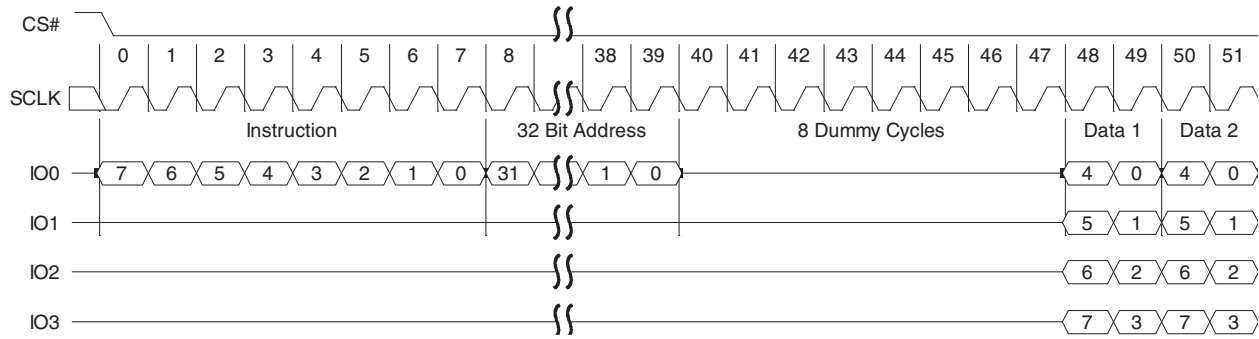 CS#
0 1 2 3 4 5 6 7 8 38 39 40 41 42 43 44 45 46 47 48 49 50 51
SCLK
Instruction 32 Bit Address 8 Dummy Cycles Data 1 Data 2
IO0 7 6 5 4 3 2 1 0 31 1 0 4 0 4 0
IO1 5 1 5 1
IO2 6 2 6 2
IO3 7 3 7 3